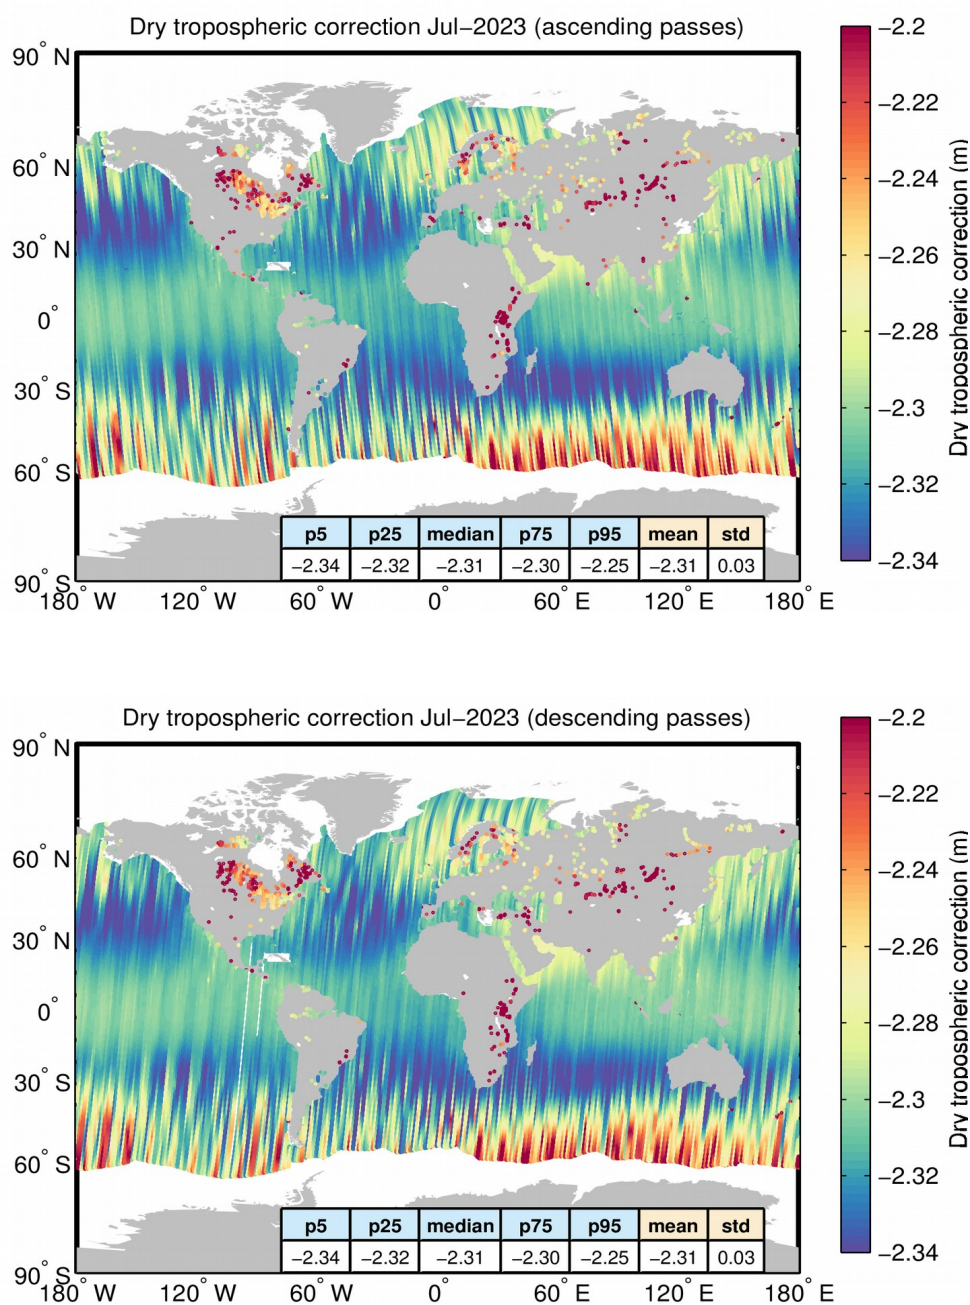 Dry tropospheric correction Jul−2023 (ascending passes)
90° N
60° N
30° N
0°
30° S
60° S
90° S
180° W 120° W 60° W 0° 60° E 120° E 180° E
p5 p25 median p75 p95 mean std
−2.34 −2.32 −2.31 −2.30 −2.25 −2.31 0.03
−2.2
−2.22
−2.24
−2.26
−2.28
−2.3
−2.32
−2.34
Dry tropospheric correction (m)
Dry tropospheric correction Jul−2023 (descending passes)
90° N
60° N
30° N
0°
30° S
60° S
90° S
180° W 120° W 60° W 0° 60° E 120° E 180° E
p5 p25 median p75 p95 mean std
−2.34 −2.32 −2.31 −2.30 −2.25 −2.31 0.03
−2.2
−2.22
−2.24
−2.26
−2.28
−2.3
−2.32
−2.34
Dry tropospheric correction (m)